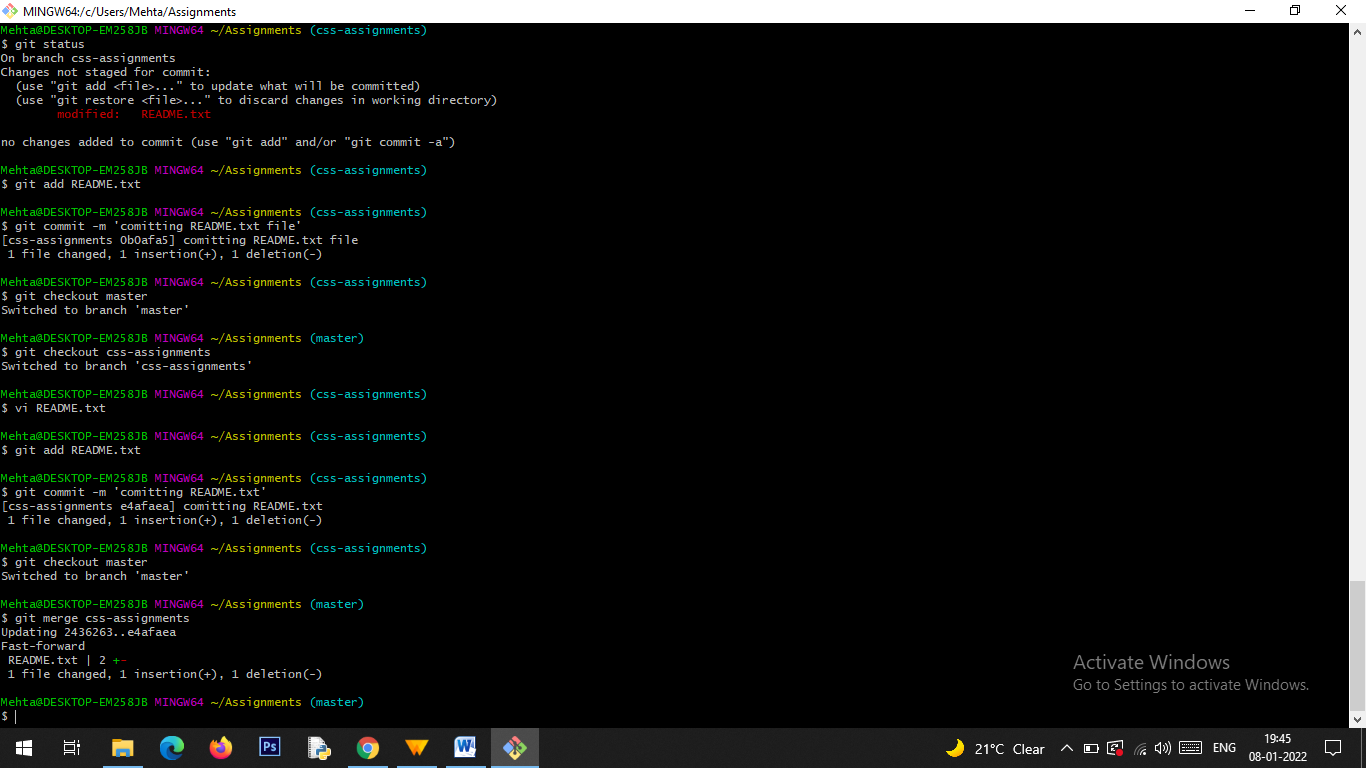 MINGW64:/c/Users/Mehta/Assignments
Mehta@DESKTOP-EM258JB MINGW64 ~/Assignments (css-assignments)
$ git status
On branch css-assignments
Changes not staged for commit:
  (use "git add <file>..." to update what will be committed)
  (use "git restore <file>..." to discard changes in working directory)
        modified:   README.txt
no changes added to commit (use "git add" and/or "git commit -a")
Mehta@DESKTOP-EM258JB MINGW64 ~/Assignments (css-assignments)
$ git add README.txt
Mehta@DESKTOP-EM258JB MINGW64 ~/Assignments (css-assignments)
$ git commit -m 'comitting README.txt file'
[css-assignments 0b0afa5] comitting README.txt file
 1 file changed, 1 insertion(+), 1 deletion(-)
Mehta@DESKTOP-EM258JB MINGW64 ~/Assignments (css-assignments)
$ git checkout master
Switched to branch 'master'
Mehta@DESKTOP-EM258JB MINGW64 ~/Assignments (master)
$ git checkout css-assignments
Switched to branch 'css-assignments'
Mehta@DESKTOP-EM258JB MINGW64 ~/Assignments (css-assignments)
$ vi README.txt
Mehta@DESKTOP-EM258JB MINGW64 ~/Assignments (css-assignments)
$ git add README.txt
Mehta@DESKTOP-EM258JB MINGW64 ~/Assignments (css-assignments)
$ git commit -m 'comitting README.txt'
[css-assignments e4afaea] comitting README.txt
 1 file changed, 1 insertion(+), 1 deletion(-)
Mehta@DESKTOP-EM258JB MINGW64 ~/Assignments (css-assignments)
$ git checkout master
Switched to branch 'master'
Mehta@DESKTOP-EM258JB MINGW64 ~/Assignments (master)
$ git merge css-assignments
Updating 2436263..e4afaea
Fast-forward
 README.txt | 2 +-
 1 file changed, 1 insertion(+), 1 deletion(-)
Mehta@DESKTOP-EM258JB MINGW64 ~/Assignments (master)
$
Activate Windows
Go to Settings to activate Windows.
Ps
W
21°C Clear
ENG
19:45
08-01-2022